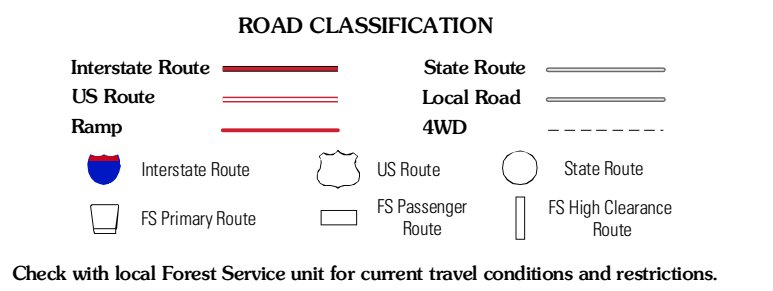 ROAD CLASSIFICATION
Interstate Route
State Route
US Route
Local Road
Ramp
4WD
Interstate Route
US Route
State Route
FS Primary Route
FS Passenger
Route
FS High Clearance
Route
Check with local Forest Service unit for current travel conditions and restrictions.